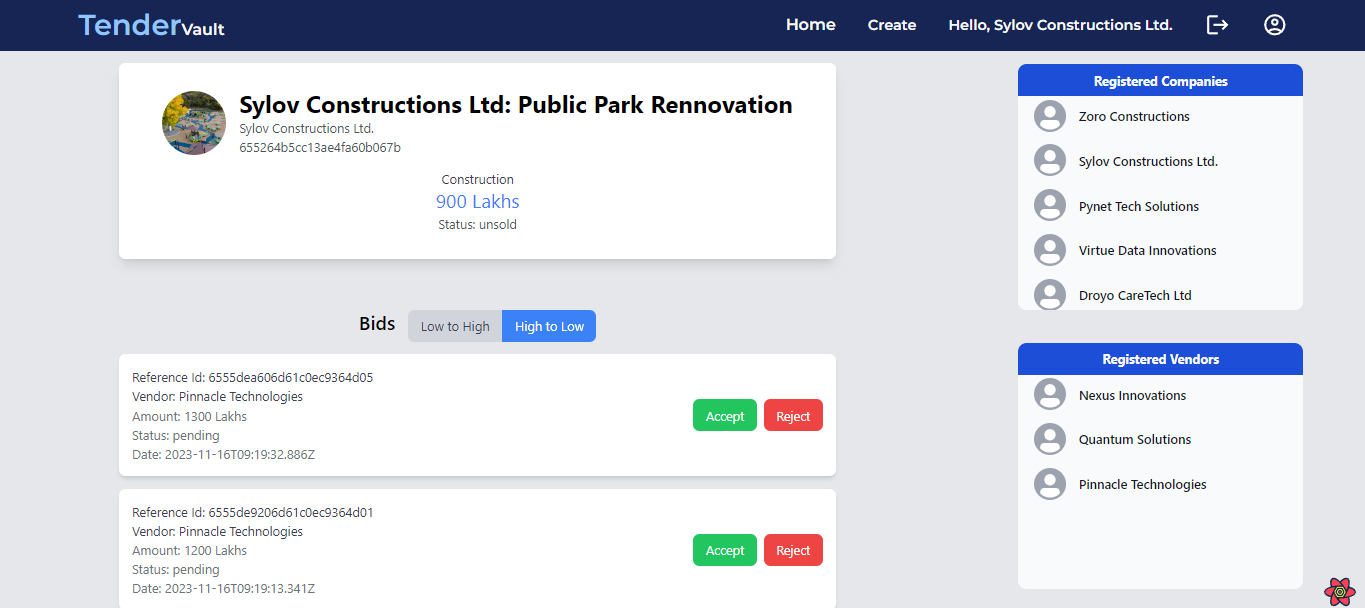 TenderVault
Home
Create
Hello, Sylov Constructions Ltd.
Sylov Constructions Ltd: Public Park Rennovation
Sylov Constructions Ltd.
655264b5cc13ae4fa60b067b
Construction
900 Lakhs
Status: unsold
Bids
Low to High
High to Low
Reference Id: 6555dea606d61c0ec9364d05
Vendor: Pinnacle Technologies
Amount: 1300 Lakhs
Status: pending
Date: 2023-11-16T09:19:32.886Z
Accept
Reject
Reference Id: 6555de9206d61c0ec9364d01
Vendor: Pinnacle Technologies
Amount: 1200 Lakhs
Status: pending
Date: 2023-11-16T09:19:13.341Z
Accept
Reject
Registered Companies
Zoro Constructions
Sylov Constructions Ltd.
Pynet Tech Solutions
Virtue Data Innovations
Droyo CareTech Ltd
Registered Vendors
Nexus Innovations
Quantum Solutions
Pinnacle Technologies